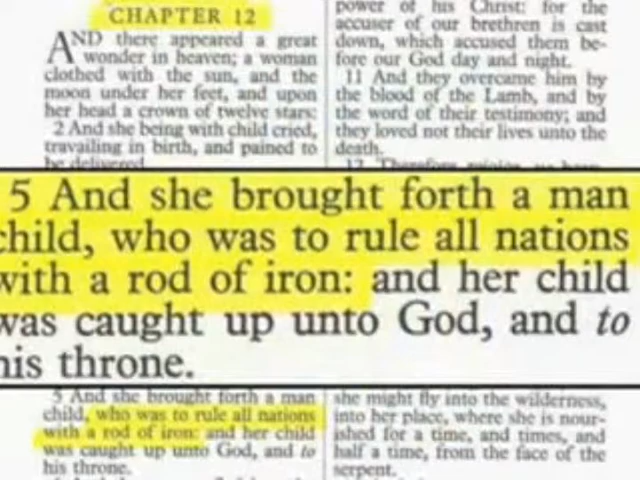 CHAPTER 12
AND there appeared a great
wonder in heaven; a woman
clothed with the sun, and the
moon under her feet, and upon
her head a crown of twelve stars:
2 And she being with child cried,
travailing in birth, and pained to
be delivered.
power of his Christ: for the
accuser of our brethren is cast
down, which accused them be-
fore our God day and night.
11 And they overcame him by
the blood of the Lamb, and by
the word of their testimony; and
they loved not their lives unto the
death.
12 Therefore rejoice,
5 And she brought forth a man
child, who was to rule all nations
with a rod of iron: and her child
was caught up unto God, and to
his throne.
5 And she brought forth a man
child, who was to rule all nations
with a rod of iron: and her child
was caught up unto God, and to
his throne.
she might fly into the wilderness,
into her place, where she is nour-
ished for a time, and times, and
half a time, from the face of the
serpent.